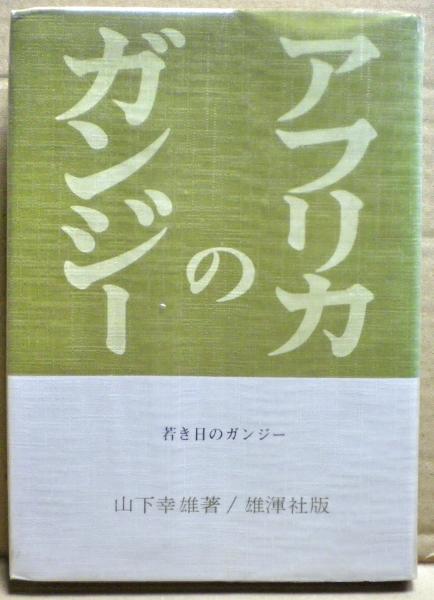 アフリカ
の
ガンジー
若き日のガンジー
山下幸雄著/雄渾社版